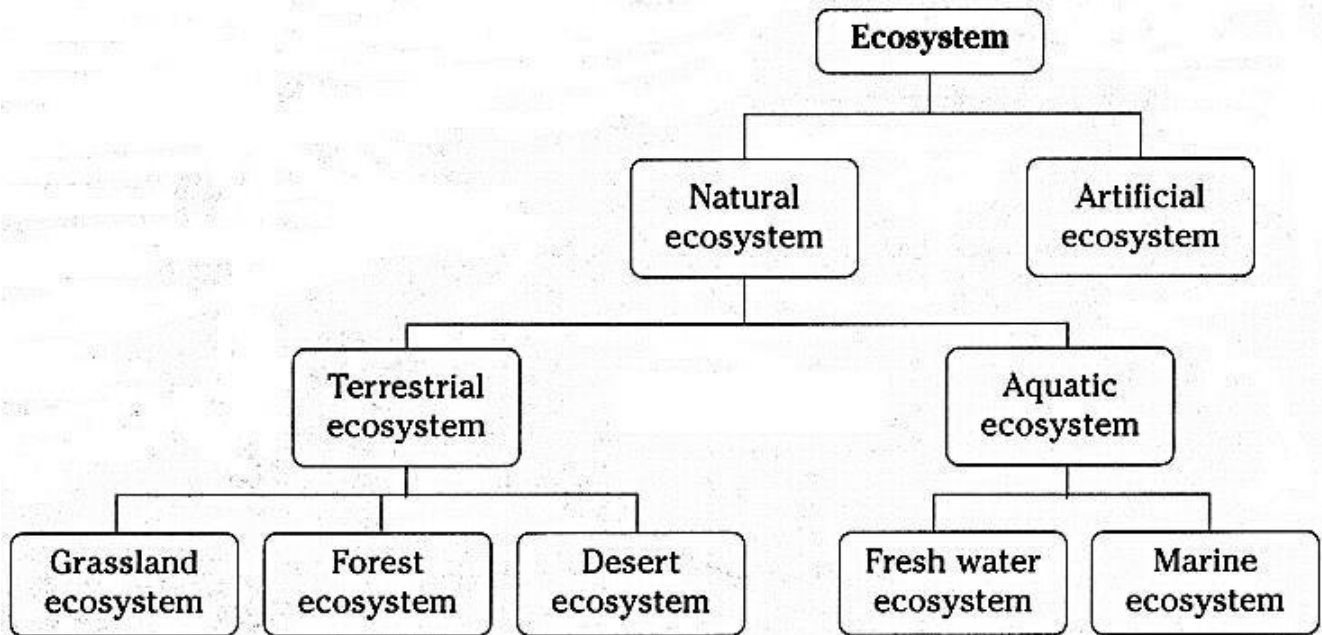 Ecosystem
Natural
ecosystem
Artificial
ecosystem
Terrestrial
ecosystem
Aquatic
ecosystem
Grassland
ecosystem
Forest
ecosystem
Desert
ecosystem
Fresh water
ecosystem
Marine
ecosystem